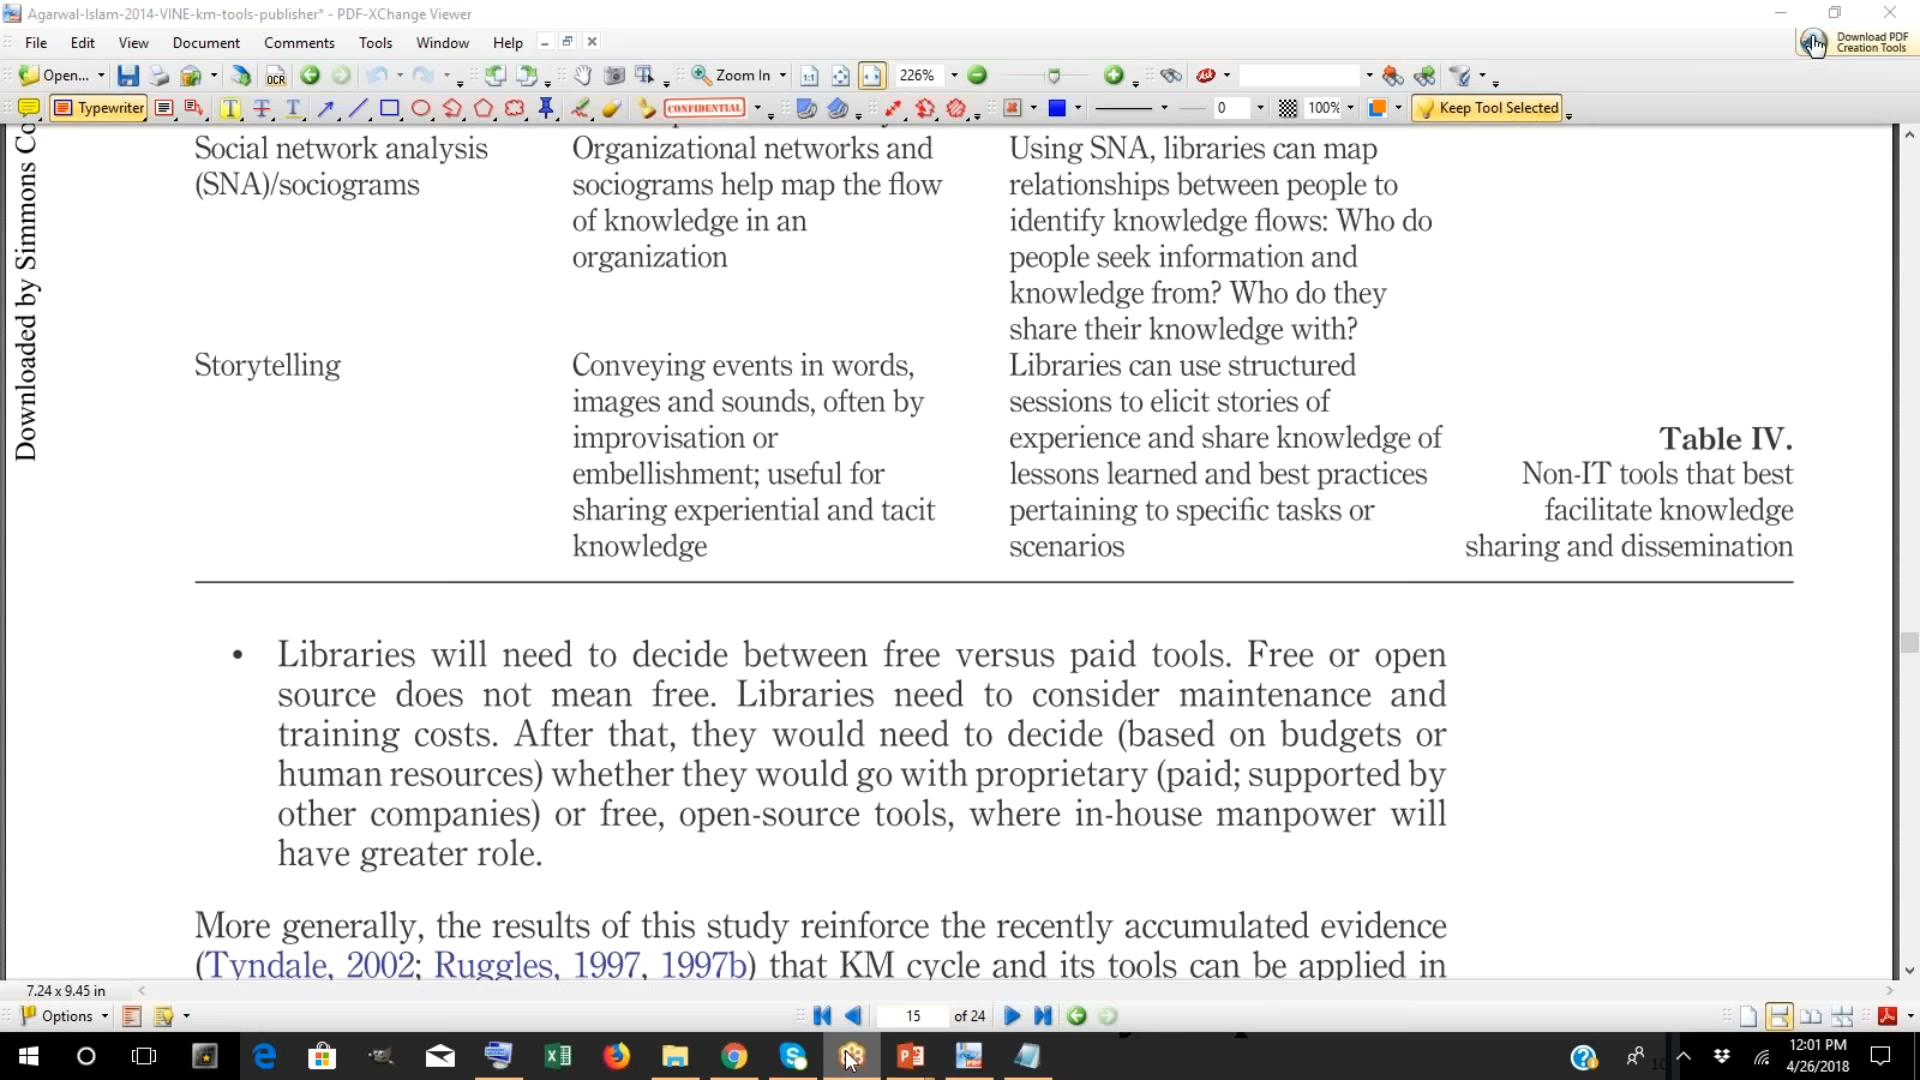 Agarwal-Islam-2014-VINE-km-tools-publisher* - PDF-XChange Viewer
File Edit View Document Comments Tools Window Help
Download PDF
Creation Tools
Open... OCR Zoom In 1:1 226%
Typewriter CONFIDENTIAL 0 100% Keep Tool Selected
Downloaded by Simmons Co
Social network analysis
(SNA)/sociograms
Organizational networks and
sociograms help map the flow
of knowledge in an
organization
Using SNA, libraries can map
relationships between people to
identify knowledge flows: Who do
people seek information and
knowledge from? Who do they
share their knowledge with?
Storytelling
Conveying events in words,
images and sounds, often by
improvisation or
embellishment; useful for
sharing experiential and tacit
knowledge
Libraries can use structured
sessions to elicit stories of
experience and share knowledge of
lessons learned and best practices
pertaining to specific tasks or
scenarios
Table IV.
Non-IT tools that best
facilitate knowledge
sharing and dissemination
• Libraries will need to decide between free versus paid tools. Free or open
source does not mean free. Libraries need to consider maintenance and
training costs. After that, they would need to decide (based on budgets or
human resources) whether they would go with proprietary (paid; supported by
other companies) or free, open-source tools, where in-house manpower will
have greater role.
More generally, the results of this study reinforce the recently accumulated evidence
(Tyndale, 2002; Ruggles, 1997, 1997b) that KM cycle and its tools can be applied in
7.24 x 9.45 in
Options 15 of 24
12:01 PM
4/26/2018